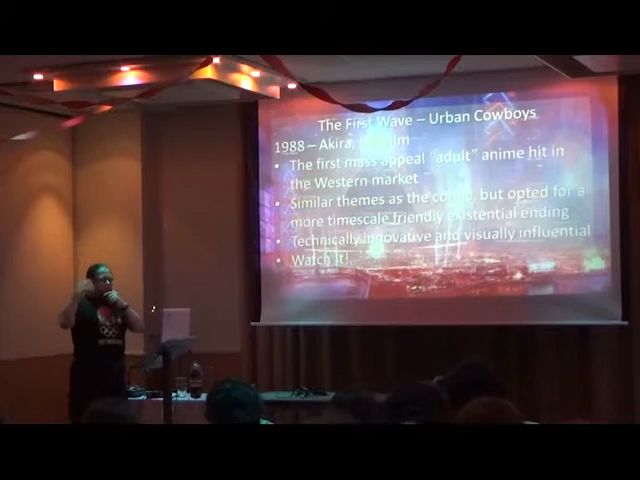 The First Wave – Urban Cowboys
1988 – Akira, the film
• The first mass appeal "adult" anime hit in
the Western market
• Similar themes as the comic, but opted for a
more timescale friendly existential ending
• Technically innovative and visually influential
• Watch it!